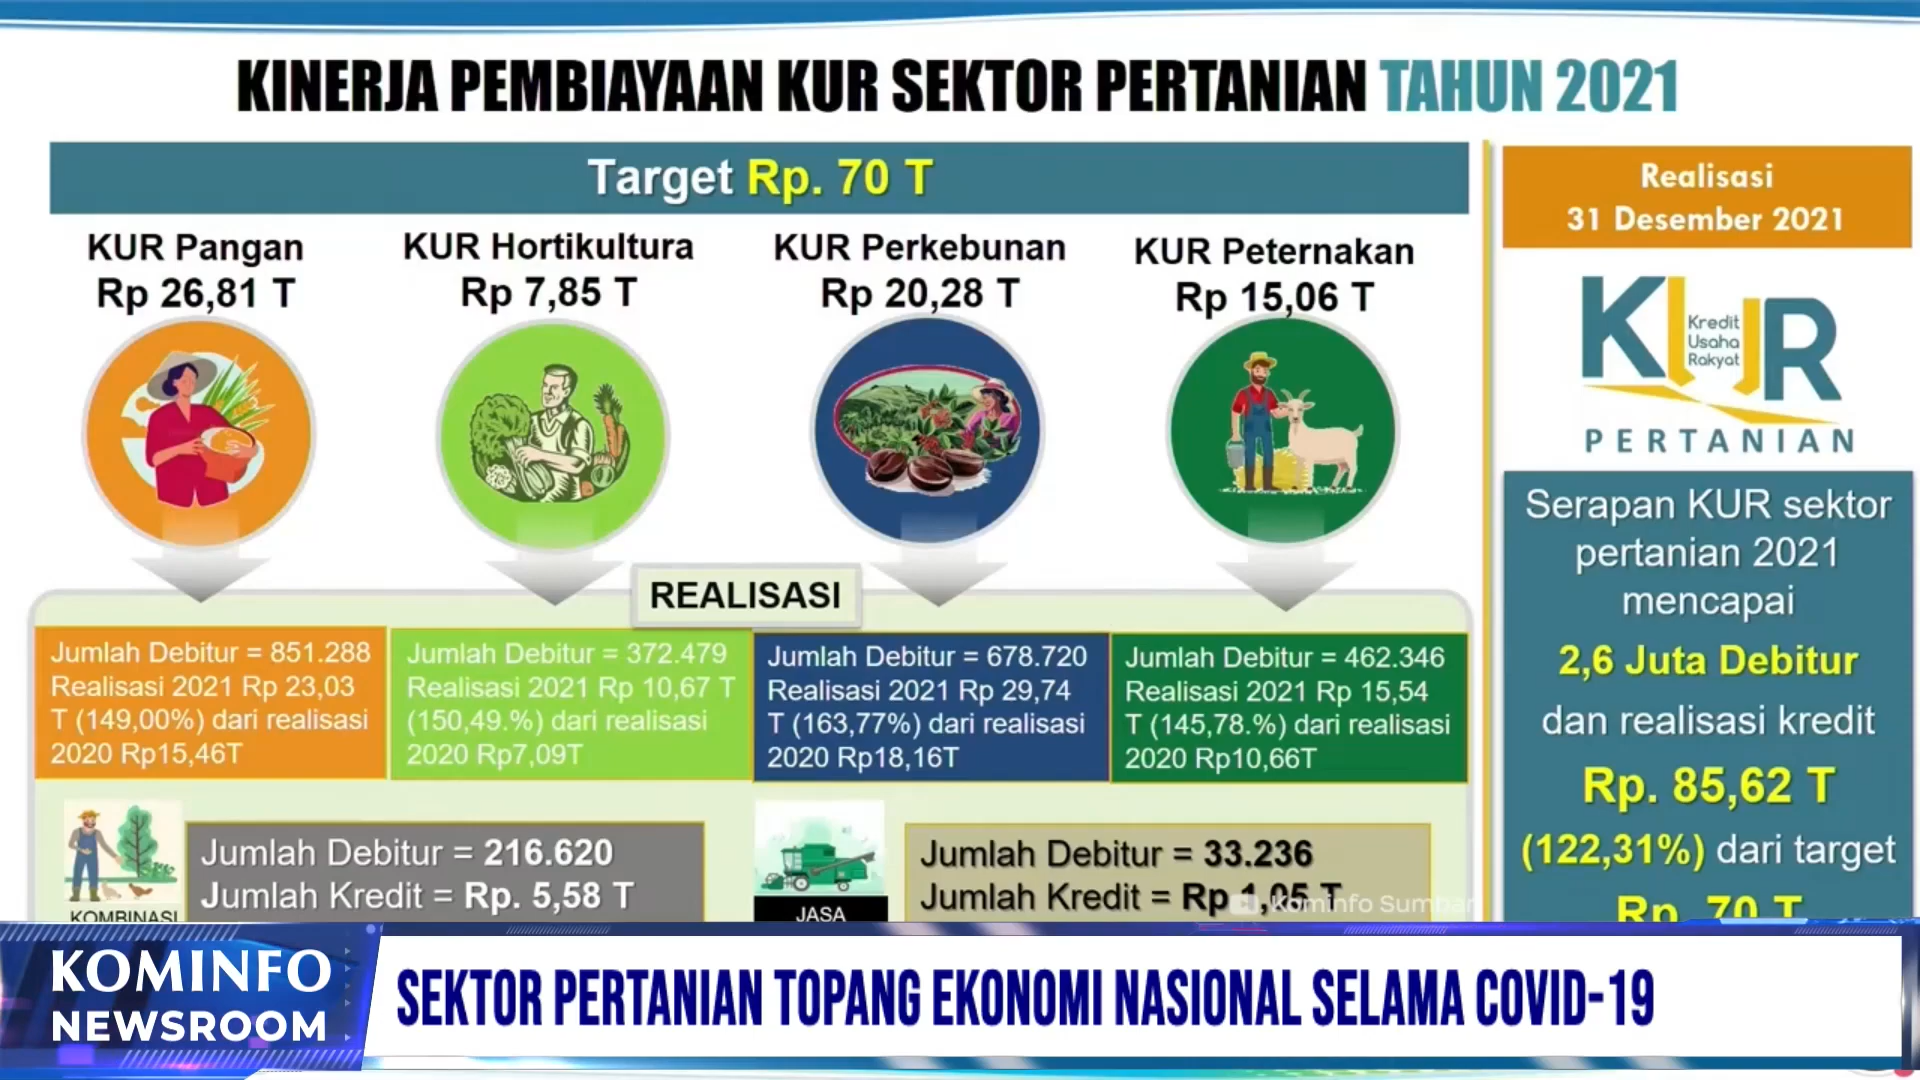 KINERJA PEMBIAYAAN KUR SEKTOR PERTANIAN TAHUN 2021
Target Rp. 70 T
KUR Pangan
Rp 26,81 T
KUR Hortikultura
Rp 7,85 T
KUR Perkebunan
Rp 20,28 T
KUR Peternakan
Rp 15,06 T
REALISASI
Jumlah Debitur = 851.288
Realisasi 2021 Rp 23,03
T (149,00%) dari realisasi
2020 Rp15,46T
Jumlah Debitur = 372.479
Realisasi 2021 Rp 10,67 T
(150,49.%) dari realisasi
2020 Rp7,09T
Jumlah Debitur = 678.720
Realisasi 2021 Rp 29,74
T (163,77%) dari realisasi
2020 Rp18,16T
Jumlah Debitur = 462.346
Realisasi 2021 Rp 15,54
T (145,78.%) dari realisasi
2020 Rp10,66T
KOMBINASI
Jumlah Debitur = 216.620
Jumlah Kredit = Rp. 5,58 T
JASA
Jumlah Debitur = 33.236
Jumlah Kredit = Rp 1,05 T
Kominfo Sumbar
Realisasi
31 Desember 2021
KUR
Kredit
Usaha
Rakyat
PERTANIAN
Serapan KUR sektor
pertanian 2021
mencapai
2,6 Juta Debitur
dan realisasi kredit
Rp. 85,62 T
(122,31%) dari target
Rp. 70 T
KOMINFO
NEWSROOM
SEKTOR PERTANIAN TOPANG EKONOMI NASIONAL SELAMA COVID-19